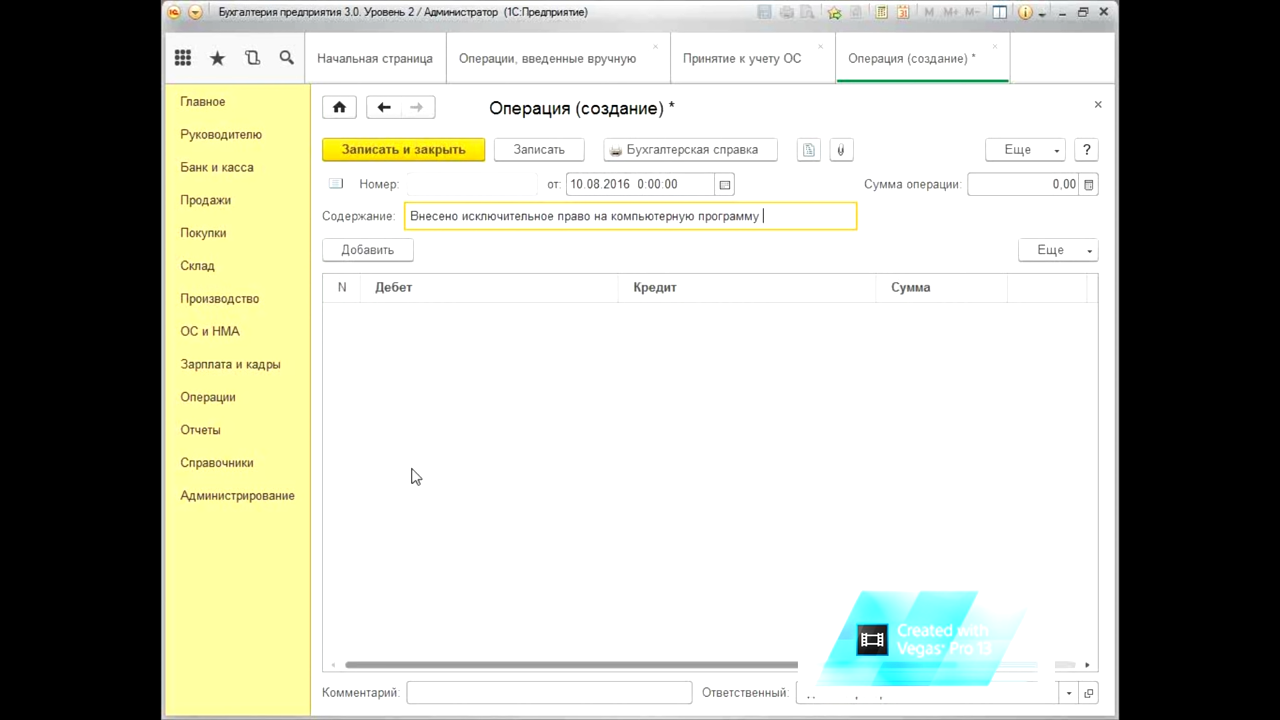 Бухгалтерия предприятия 3.0. Уровень 2 / Администратор (1С:Предприятие)
M M+ M-
Начальная страница
Операции, введенные вручную
Принятие к учету ОС
Операция (создание) *
Главное
Руководителю
Банк и касса
Продажи
Покупки
Склад
Производство
ОС и НМА
Зарплата и кадры
Операции
Отчеты
Справочники
Администрирование
Операция (создание) *
Записать и закрыть
Записать
Бухгалтерская справка
Еще
?
Номер:
от: 10.08.2016 0:00:00
Сумма операции: 0,00
Содержание: Внесено исключительное право на компьютерную программу
Добавить
Еще
N Дебет Кредит Сумма
Created with
Vegas Pro 13
Комментарий:
Ответственный: